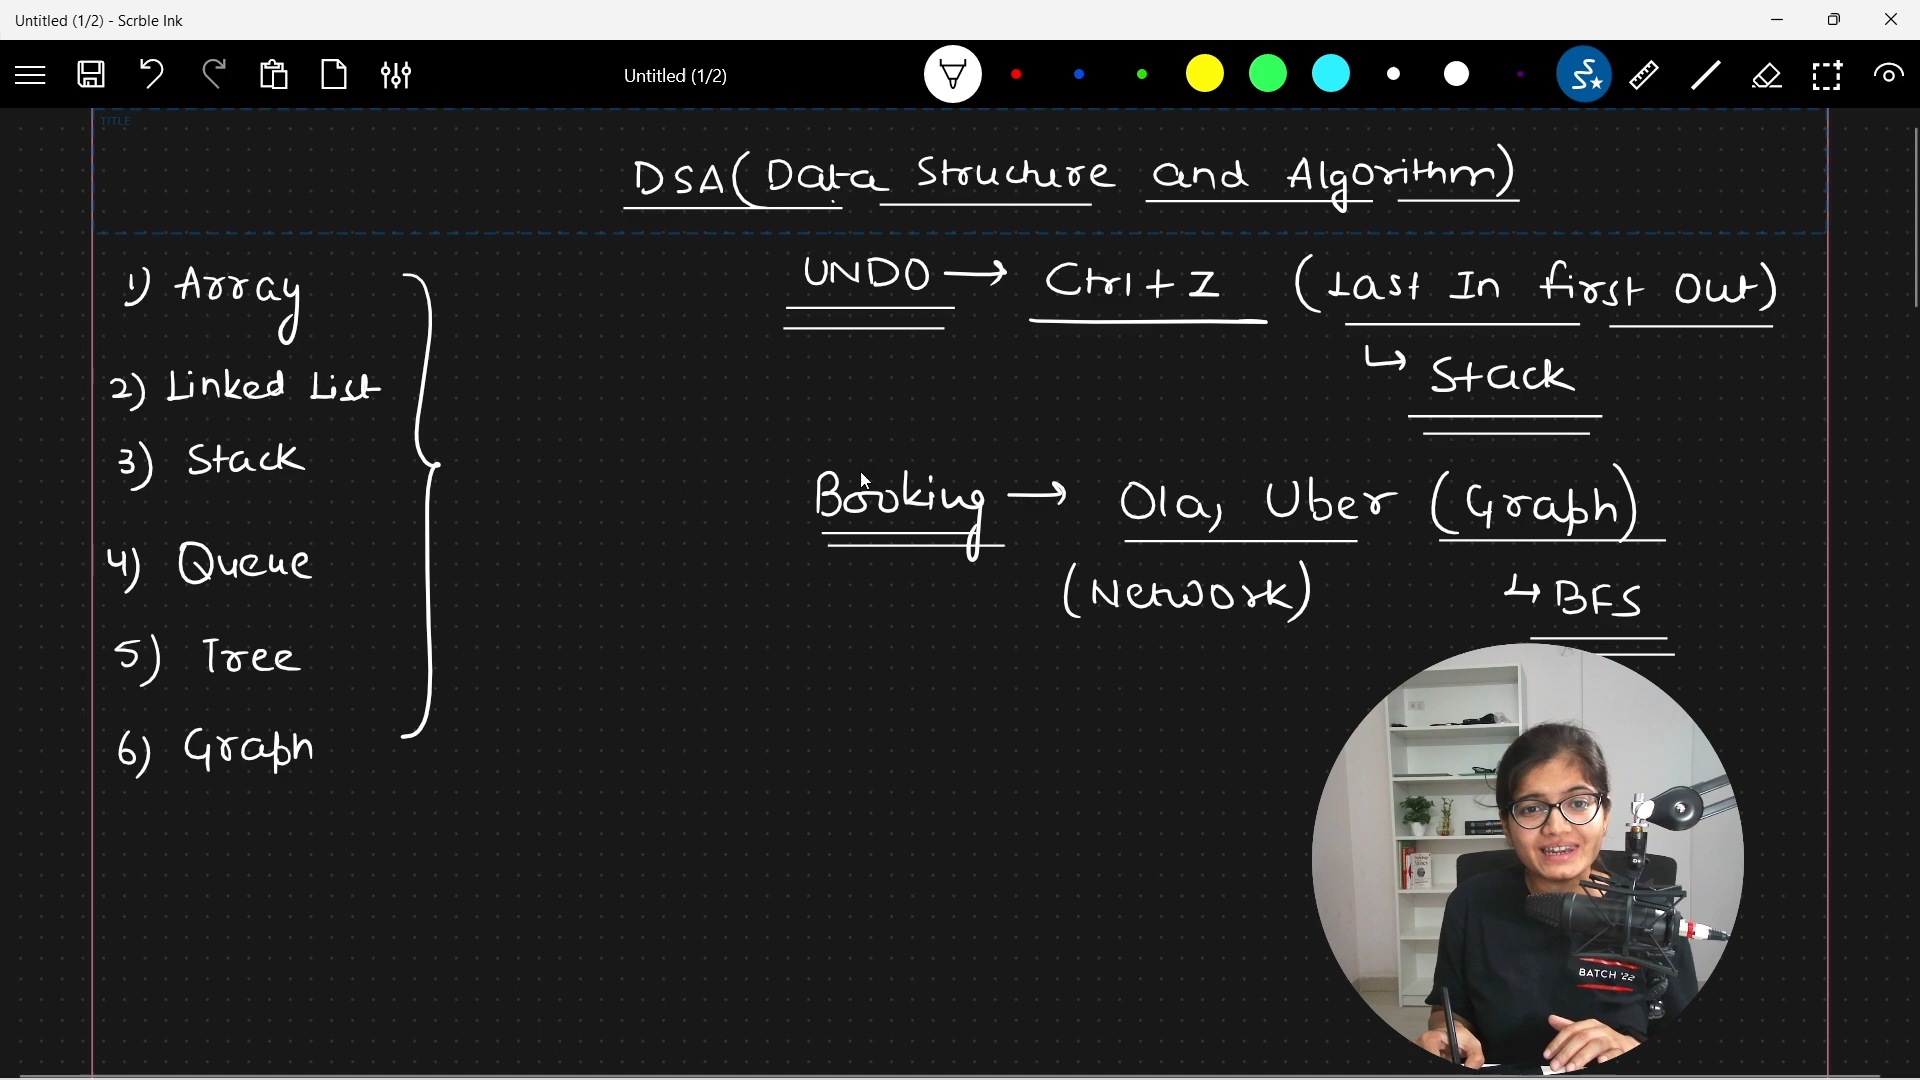 Untitled (1/2) - Scrble Ink
Untitled (1/2)
TITLE
DSA (Data Structure and Algorithm)
1) Array
2) Linked List
3) Stack
4) Queue
5) Tree
6) Graph
UNDO → Ctrl + Z (Last In first Out)
↳ Stack
Booking → Ola, Uber (Graph)
(Network)
↳ BFS
BATCH '22